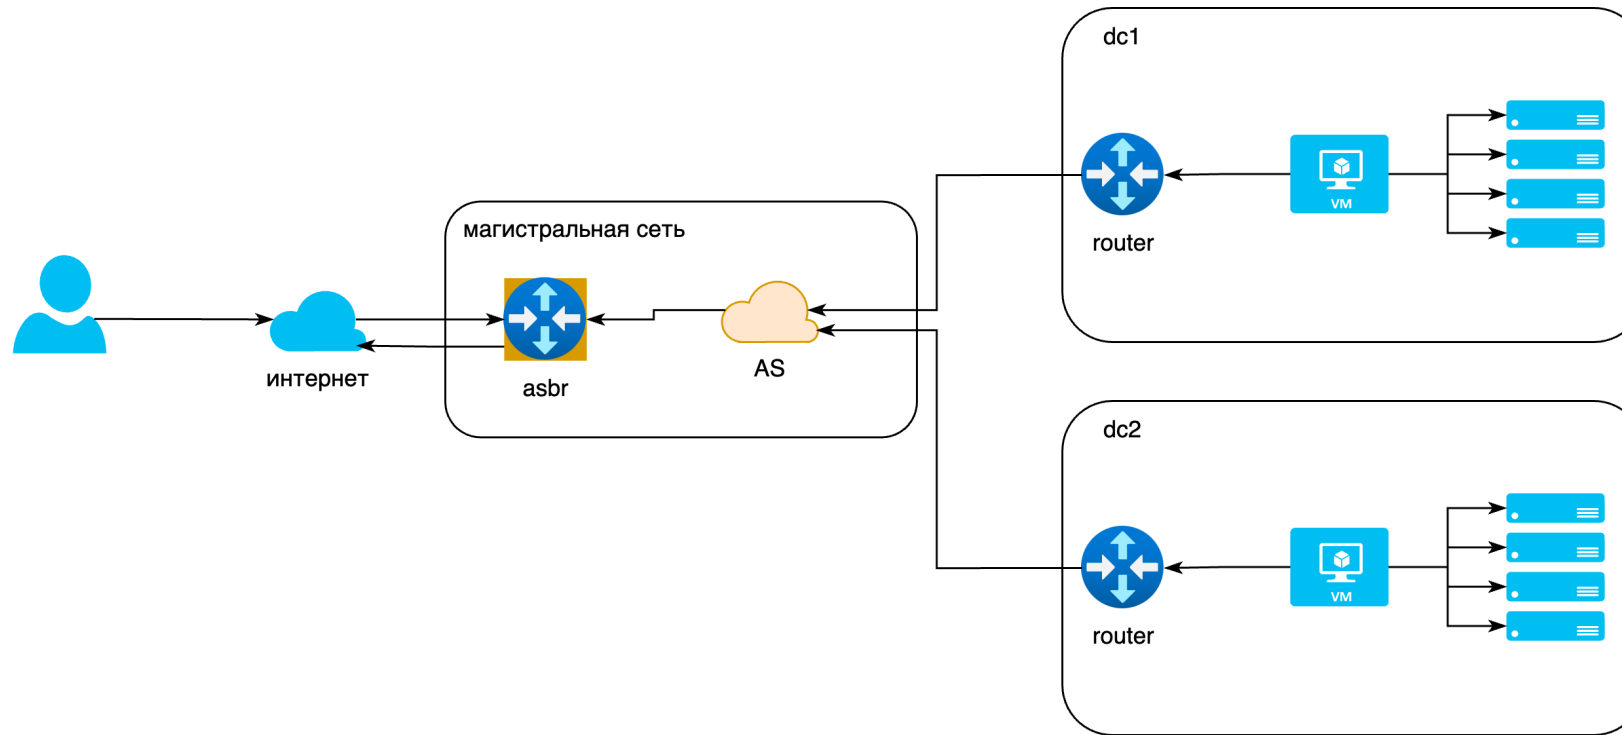 dc1
VM
router
магистральная сеть
интернет
asbr
AS
dc2
VM
router